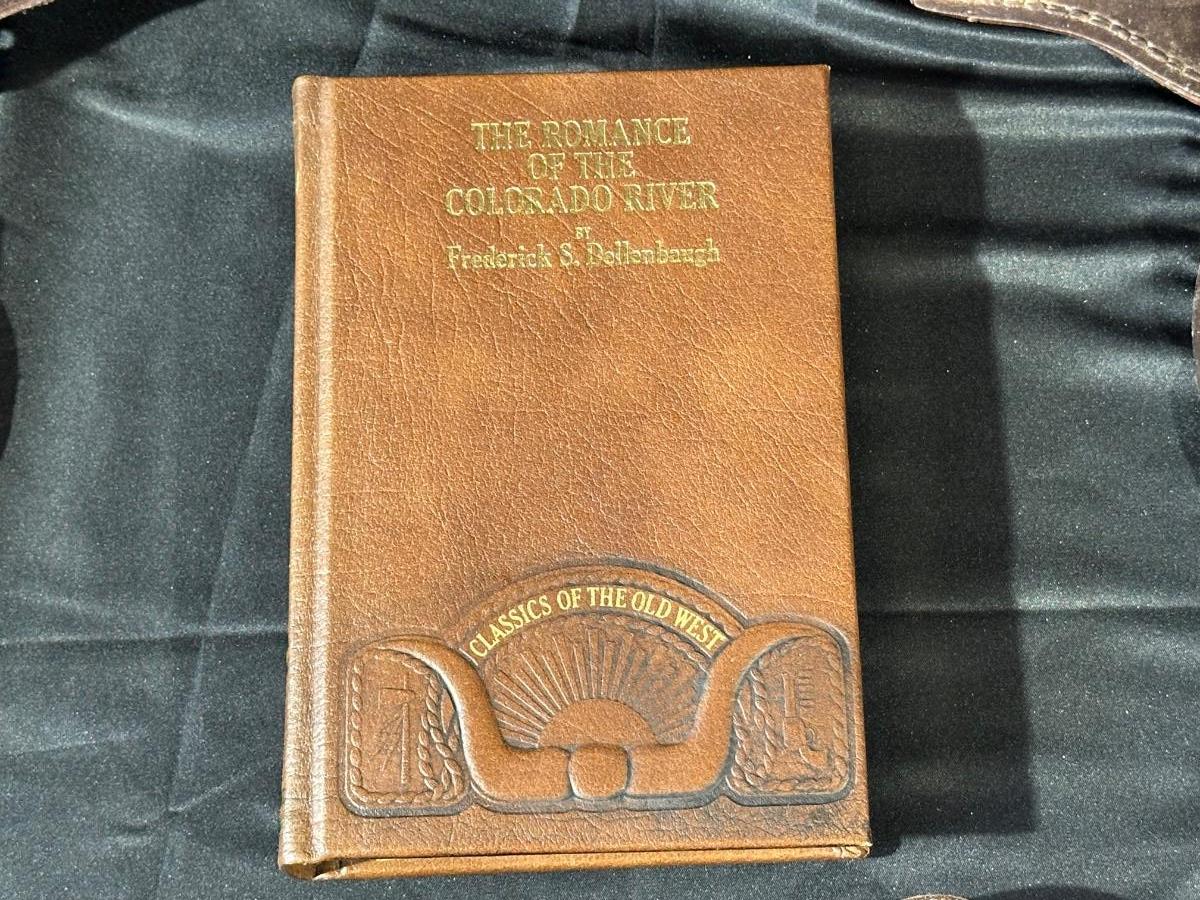 THE ROMANCE
OF THE
COLORADO RIVER
BY
Frederick S. Dellenbaugh
CLASSICS OF THE OLD WEST